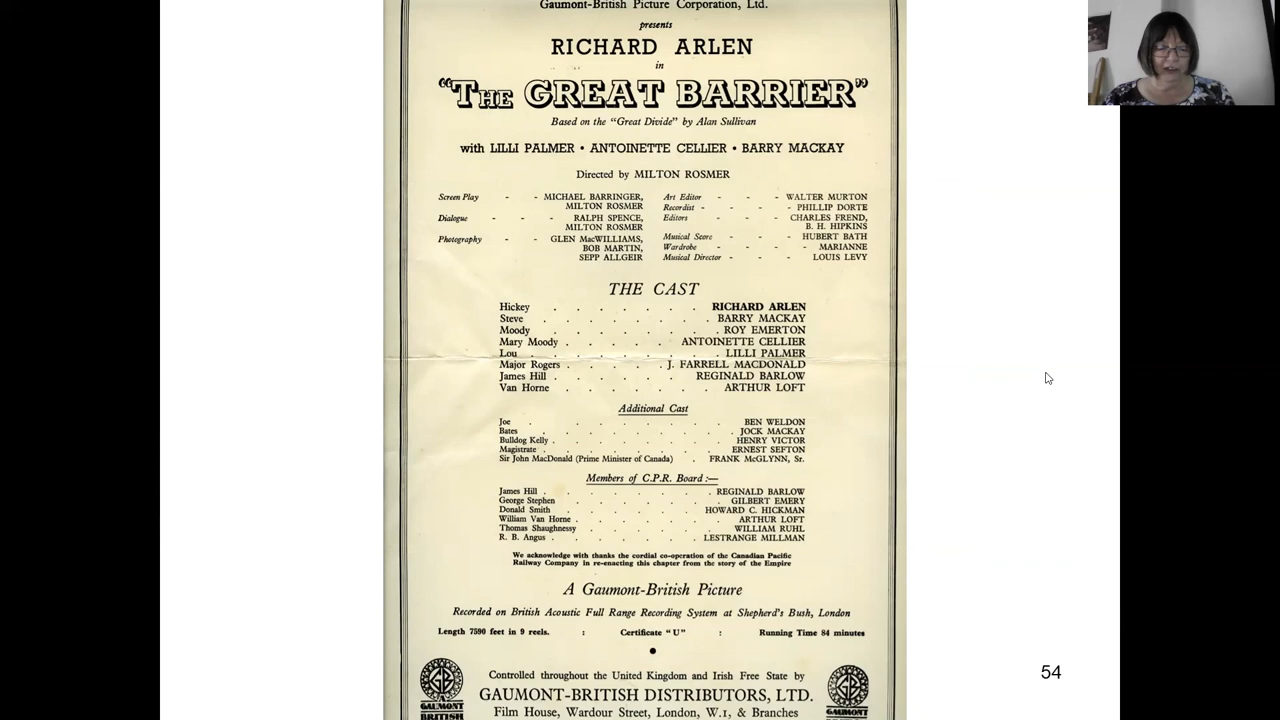 Gaumont-British Picture Corporation, Ltd.
presents
RICHARD ARLEN
in
"THE GREAT BARRIER"
Based on the "Great Divide" by Alan Sullivan
with LILLI PALMER • ANTOINETTE CELLIER • BARRY MACKAY
Directed by MILTON ROSMER
Screen Play - - MICHAEL BARRINGER,
MILTON ROSMER
Dialogue - - - RALPH SPENCE,
MILTON ROSMER
Photography - - GLEN MacWILLIAMS,
BOB MARTIN,
SEPP ALLGEIR
Art Editor - - - WALTER MURTON
Recordist - - - - PHILLIP DORTE
Editors - - - CHARLES FREND,
B. H. HIPKINS
Musical Score - - - HUBERT BATH
Wardrobe - - - - MARIANNE
Musical Director - - - LOUIS LEVY
THE CAST
Hickey . . . . . . . RICHARD ARLEN
Steve . . . . . . . . BARRY MACKAY
Moody . . . . . . . . ROY EMERTON
Mary Moody . . . . . . ANTOINETTE CELLIER
Lou . . . . . . . . LILLI PALMER
Major Rogers . . . . . J. FARRELL MACDONALD
James Hill . . . . . . REGINALD BARLOW
Van Horne . . . . . . ARTHUR LOFT
Additional Cast
Joe . . . . . . . . BEN WELDON
Bates . . . . . . . . JOCK MACKAY
Bulldog Kelly . . . . . . . HENRY VICTOR
Magistrate . . . . . . . ERNEST SEFTON
Sir John MacDonald (Prime Minister of Canada) . FRANK McGLYNN, Sr.
Members of C.P.R. Board :—
James Hill . . . . . . . REGINALD BARLOW
George Stephen . . . . . . GILBERT EMERY
Donald Smith . . . . . . HOWARD C. HICKMAN
William Van Horne . . . . . . ARTHUR LOFT
Thomas Shaughnessy . . . . . WILLIAM RUHL
R. B. Angus . . . . . . LESTRANGE MILLMAN
We acknowledge with thanks the cordial co-operation of the Canadian Pacific
Railway Company in re-enacting this chapter from the story of the Empire
A Gaumont-British Picture
Recorded on British Acoustic Full Range Recording System at Shepherd's Bush, London
Length 7590 feet in 9 reels. : Certificate "U" : Running Time 84 minutes
Controlled throughout the United Kingdom and Irish Free State by
GAUMONT-BRITISH DISTRIBUTORS, LTD.
Film House, Wardour Street, London, W.1, & Branches
GB
GAUMONT
BRITISH
GB
GAUMONT
54